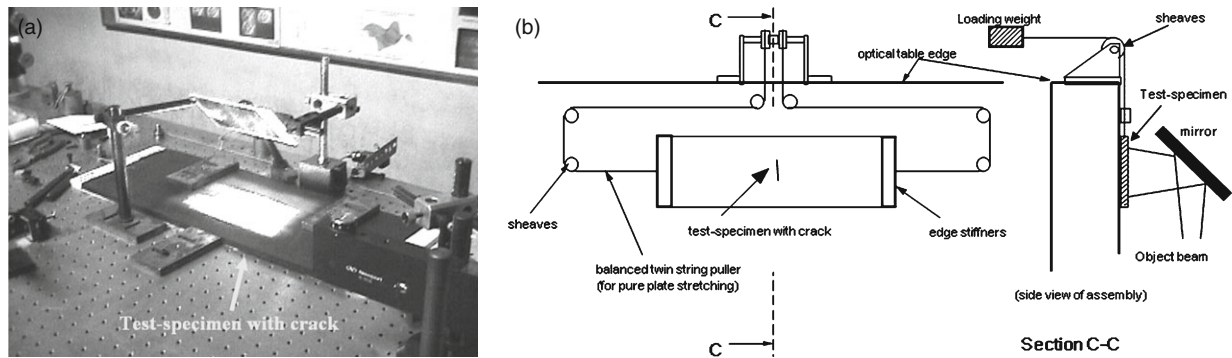 (a)
Test-specimen with crack
(b)
C
Loading weight
sheaves
optical table edge
Test-specimen
mirror
sheaves
test-specimen with crack
edge stiffners
balanced twin string puller
(for pure plate stretching)
Object beam
(side view of assembly)
C
Section C-C